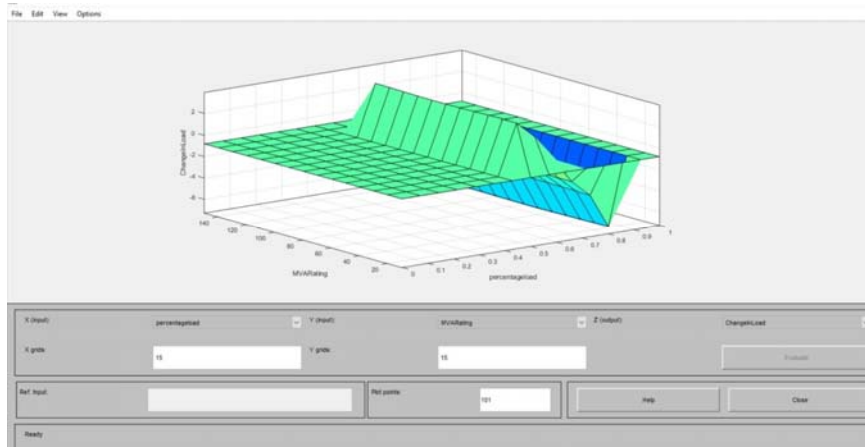 File Edit View Options
2
0
-2
-4
-6
ChangeInLoad
140
120
100
80
60
40
20
MVARating
0
0.1
0.2
0.3
0.4
0.5
0.6
0.7
0.8
0.9
1
percentageload
X (input): percentageload Y (input): MVARating Z (output): ChangeInLoad
X grids: 15 Y grids: 15 Evaluate
Ref. Input: Plot points: 101 Help Close
Ready